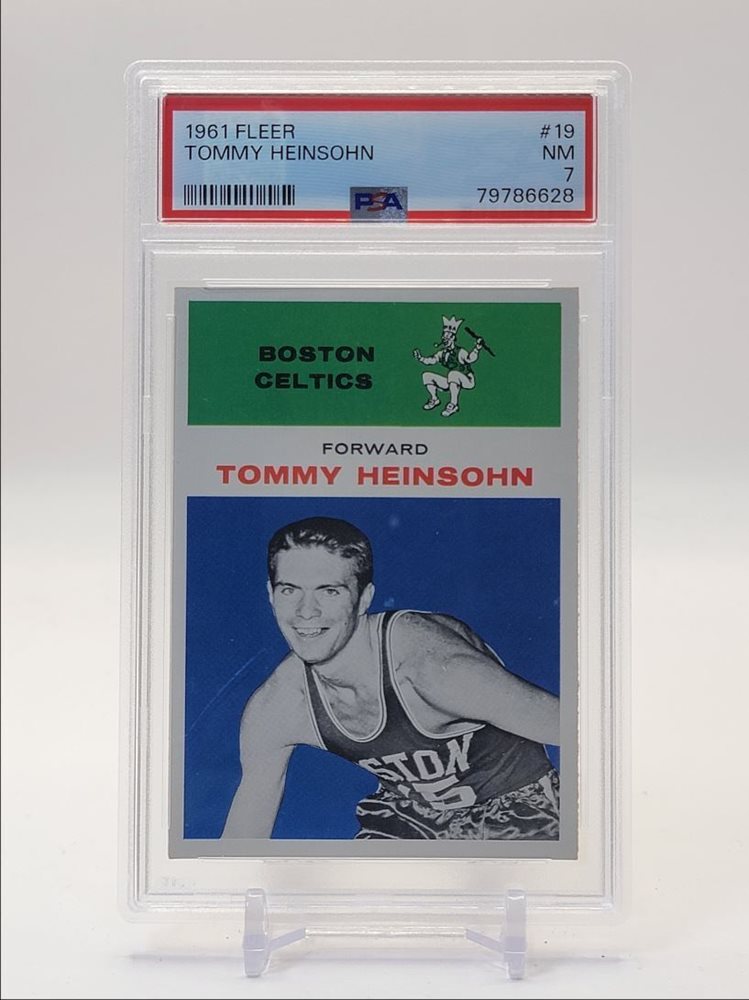 1961 FLEER #19
TOMMY HEINSOHN NM
7
PSA 79786628
BOSTON
CELTICS
FORWARD
TOMMY HEINSOHN
STON
15